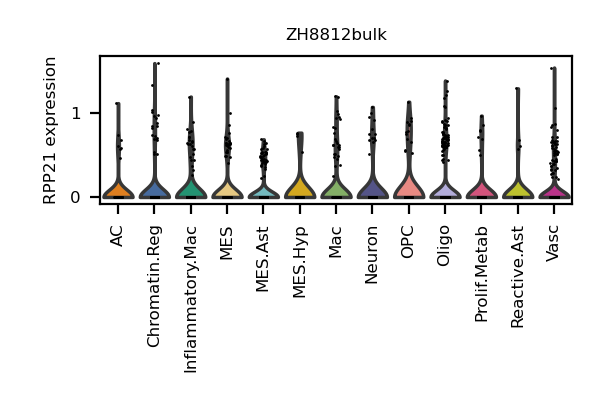 ZH8812bulk
RPP21 expression
1
0
AC
Chromatin.Reg
Inflammatory.Mac
MES
MES.Ast
MES.Hyp
Mac
Neuron
OPC
Oligo
Prolif.Metab
Reactive.Ast
Vasc